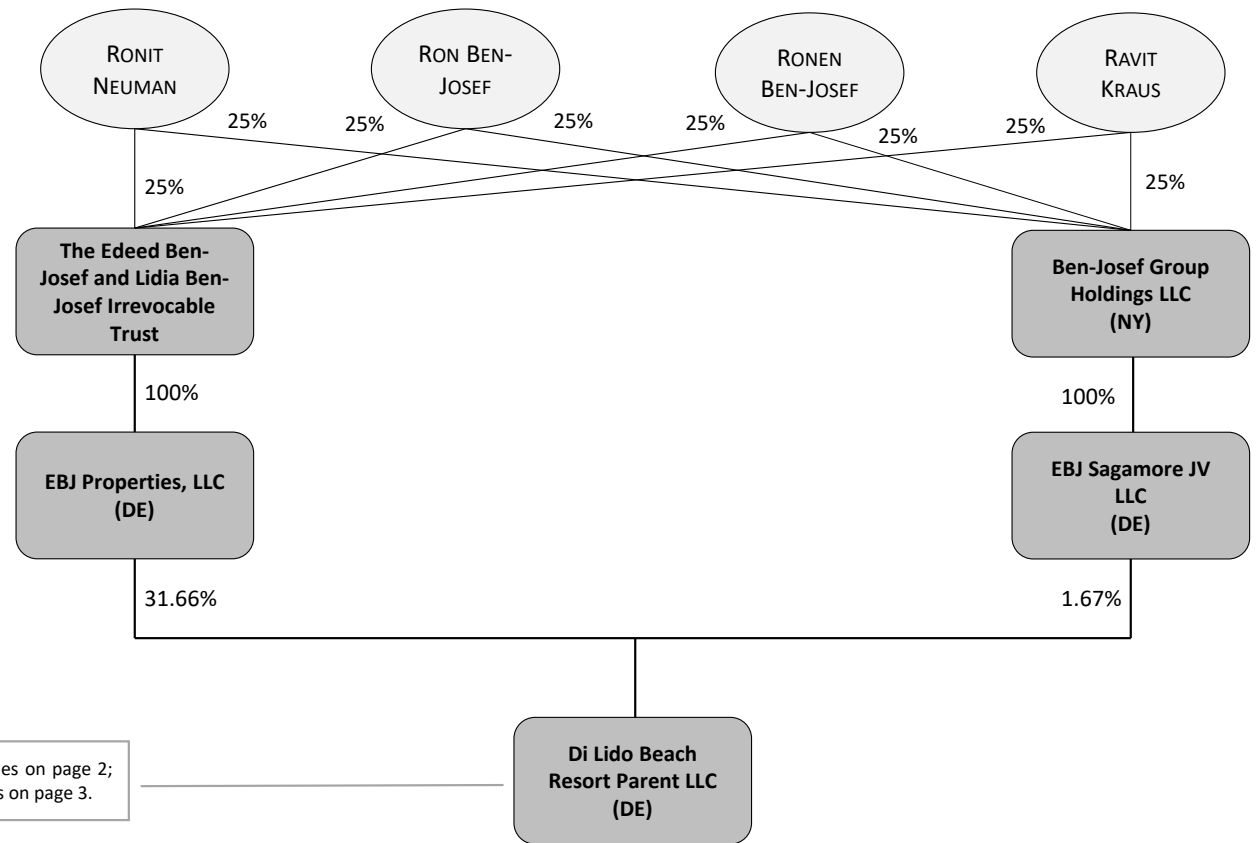 RONIT
NEUMAN
RON BEN-
JOSEF
RONEN
BEN-JOSEF
RAVIT
KRAUS
25%
25%
25%
25%
25%
25%
25%
25%
The Edeed Ben-
Josef and Lidia Ben-
Josef Irrevocable
Trust
Ben-Josef Group
Holdings LLC
(NY)
100%
100%
EBJ Properties, LLC
(DE)
EBJ Sagamore JV
LLC
(DE)
31.66%
1.67%
on page 2;
on page 3.
Di Lido Beach
Resort Parent LLC
(DE)